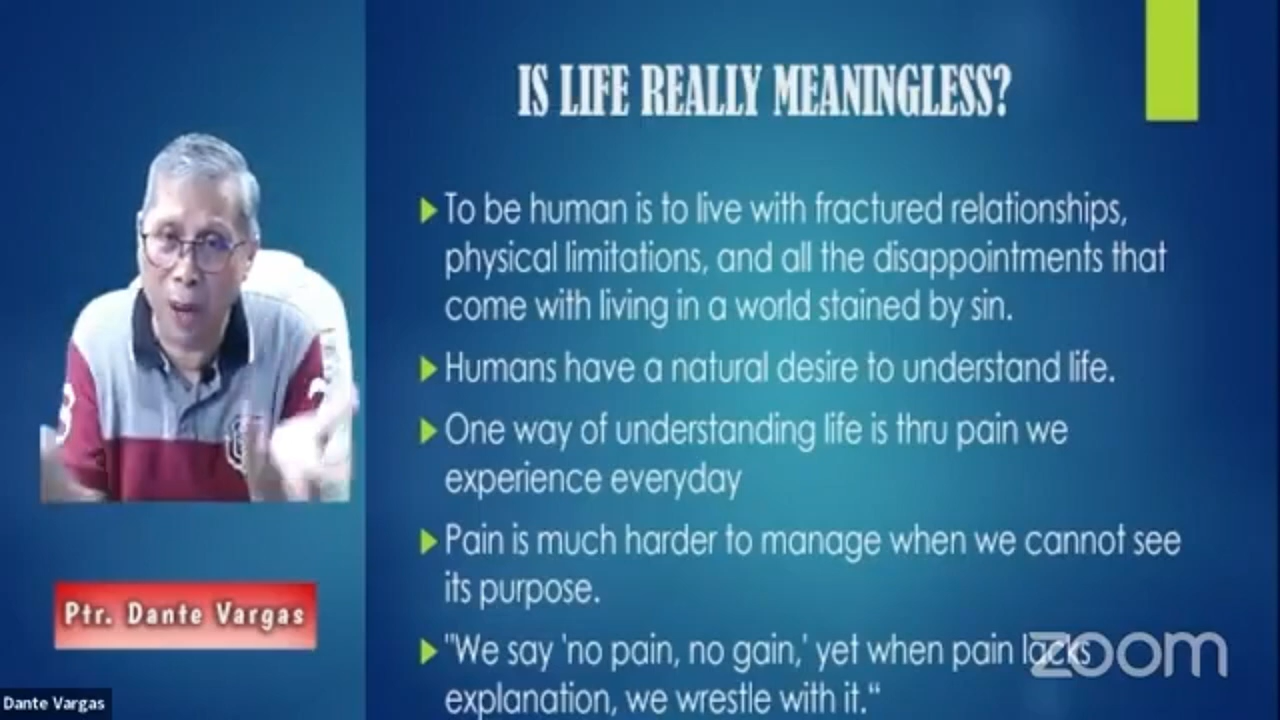 IS LIFE REALLY MEANINGLESS?
To be human is to live with fractured relationships,
physical limitations, and all the disappointments that
come with living in a world stained by sin.
Humans have a natural desire to understand life.
One way of understanding life is thru pain we
experience everyday
Pain is much harder to manage when we cannot see
its purpose.
"We say 'no pain, no gain,' yet when pain lacks
explanation, we wrestle with it."
zoom
Ptr. Dante Vargas
Dante Vargas